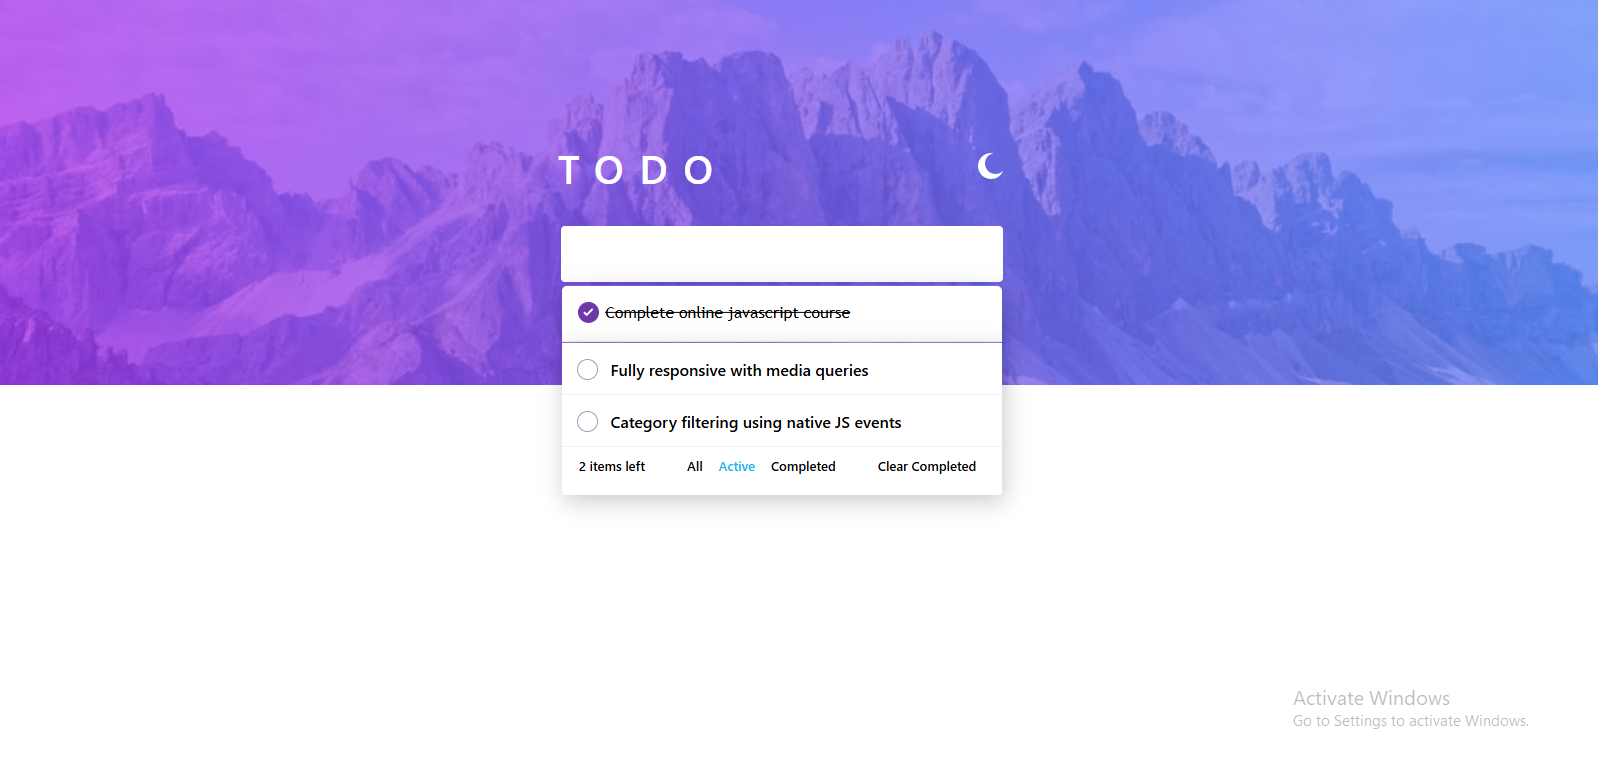 TODO
Complete online javascript course
Fully responsive with media queries
Category filtering using native JS events
2 items left All Active Completed Clear Completed
Activate Windows
Go to Settings to activate Windows.